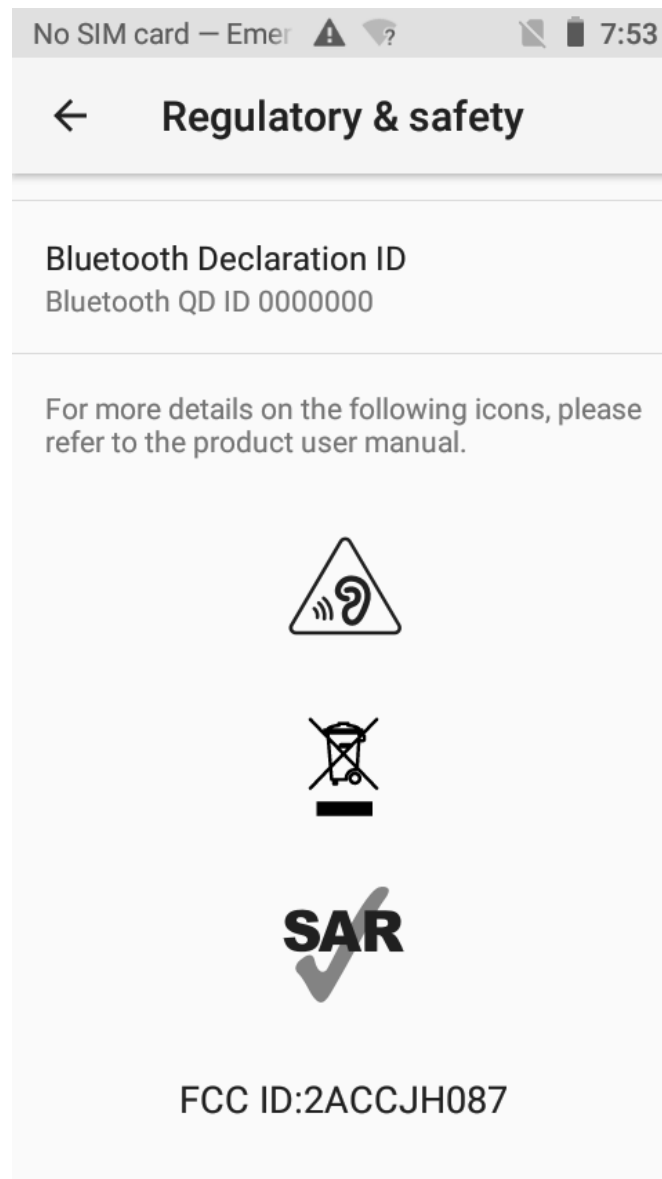 No SIM card — Emer 7:53
Regulatory & safety
Bluetooth Declaration ID
Bluetooth QD ID 0000000
For more details on the following icons, please
refer to the product user manual.
SAR
FCC ID:2ACCJH087